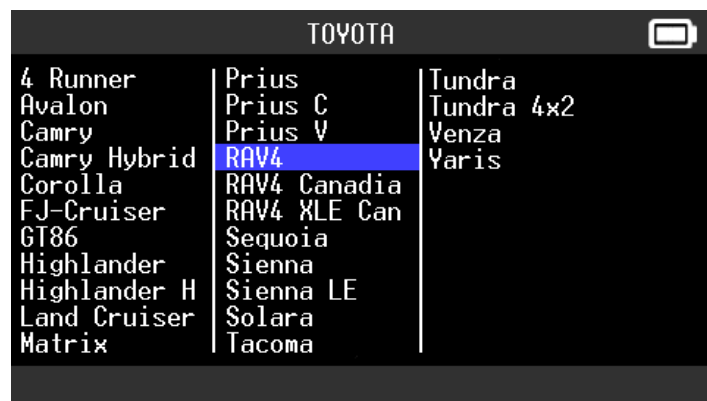 TOYOTA
4 Runner
Avalon
Camry
Camry Hybrid
Corolla
FJ-Cruiser
GT86
Highlander
Highlander H
Land Cruiser
Matrix
Prius
Prius C
Prius V
RAV4
RAV4 Canadia
RAV4 XLE Can
Sequoia
Sienna
Sienna LE
Solara
Tacoma
Tundra
Tundra 4x2
Venza
Yaris